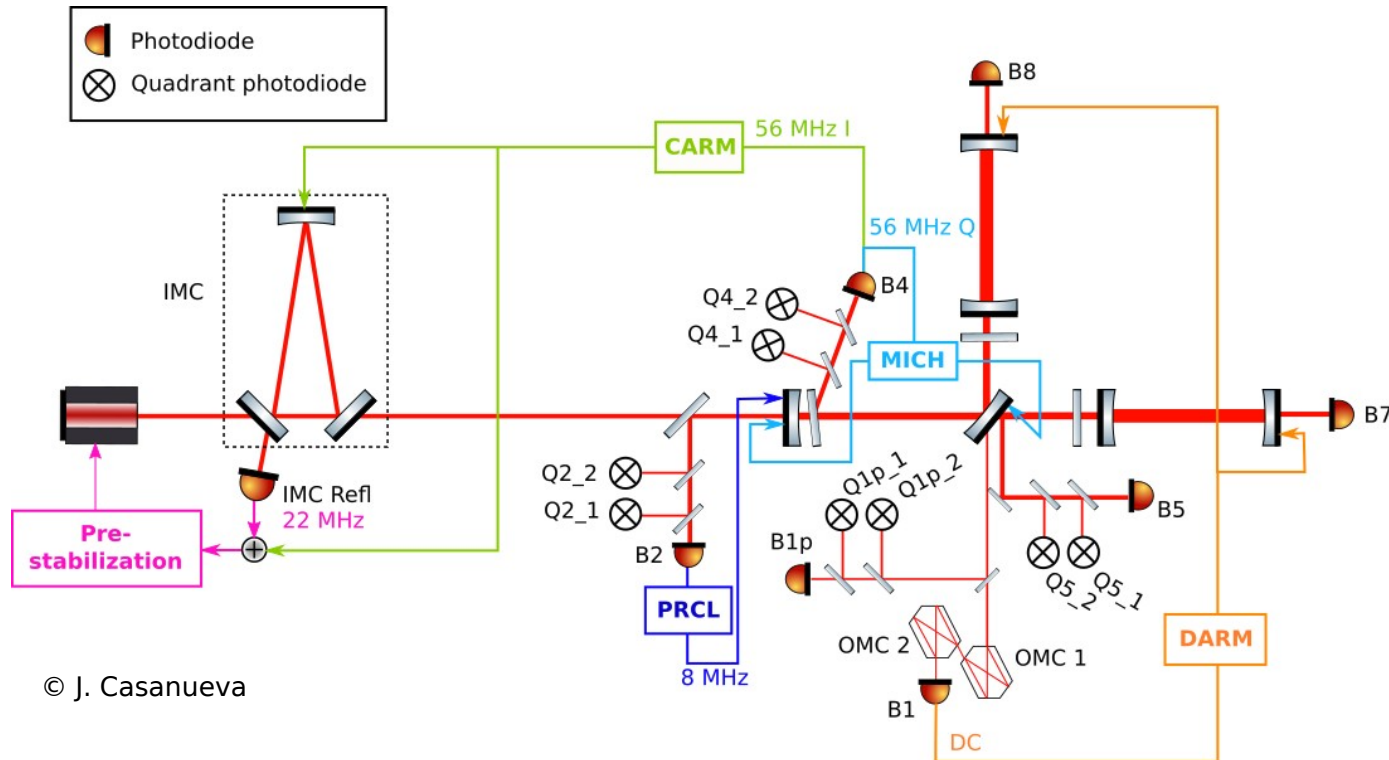 Photodiode
Quadrant photodiode
B8
56 MHz I
CARM
56 MHz Q
IMC
Q4_2
B4
Q4_1
MICH
B7
IMC Refl
22 MHz
Pre-
stabilization
Q2_2
Q2_1
B2
PRCL
8 MHz
Q1p_1
Q1p_2
B5
B1p
Q5_2
Q5_1
OMC 2
OMC 1
DARM
B1
DC
© J. Casanueva